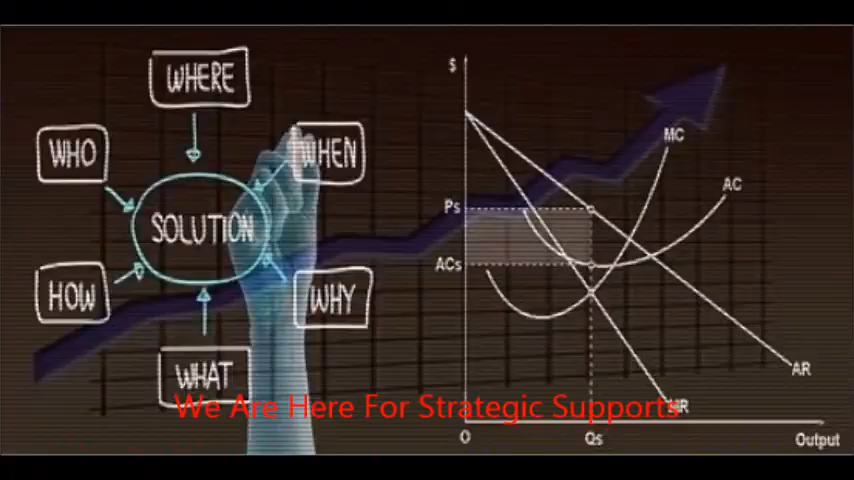 WHERE
WHO
WHEN
SOLUTION
HOW
WHY
WHAT
$
MC
AC
Ps
ACs
AR
MR
O
Qs
Output
We Are Here For Strategic Supports